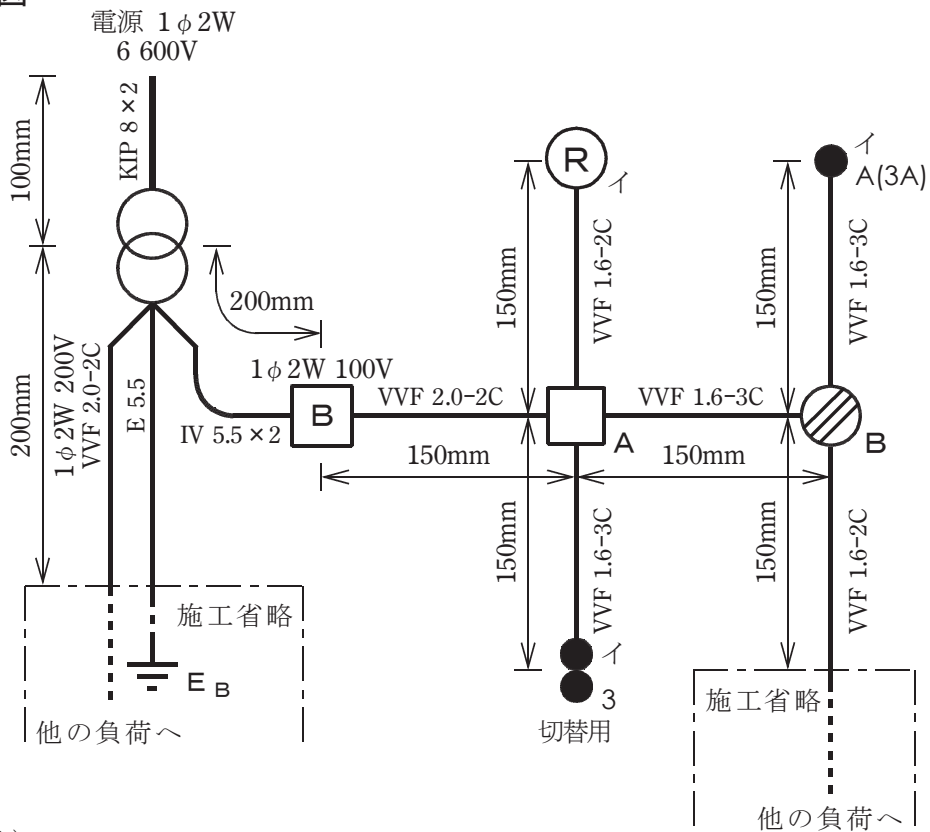 図
電源 1φ2W
6 600V
100mm
KIP 8×2
R
イ
イ
A(3A)
150mm
VVF 1.6-2C
150mm
VVF 1.6-3C
200mm
1φ2W 100V
B
VVF 2.0-2C
A
VVF 1.6-3C
B
200mm
1φ2W 200V
VVF 2.0-2C
E 5.5
IV 5.5×2
150mm
150mm
150mm
VVF 1.6-3C
150mm
VVF 1.6-2C
施工省略
EB
他の負荷へ
イ
3
切替用
施工省略
他の負荷へ